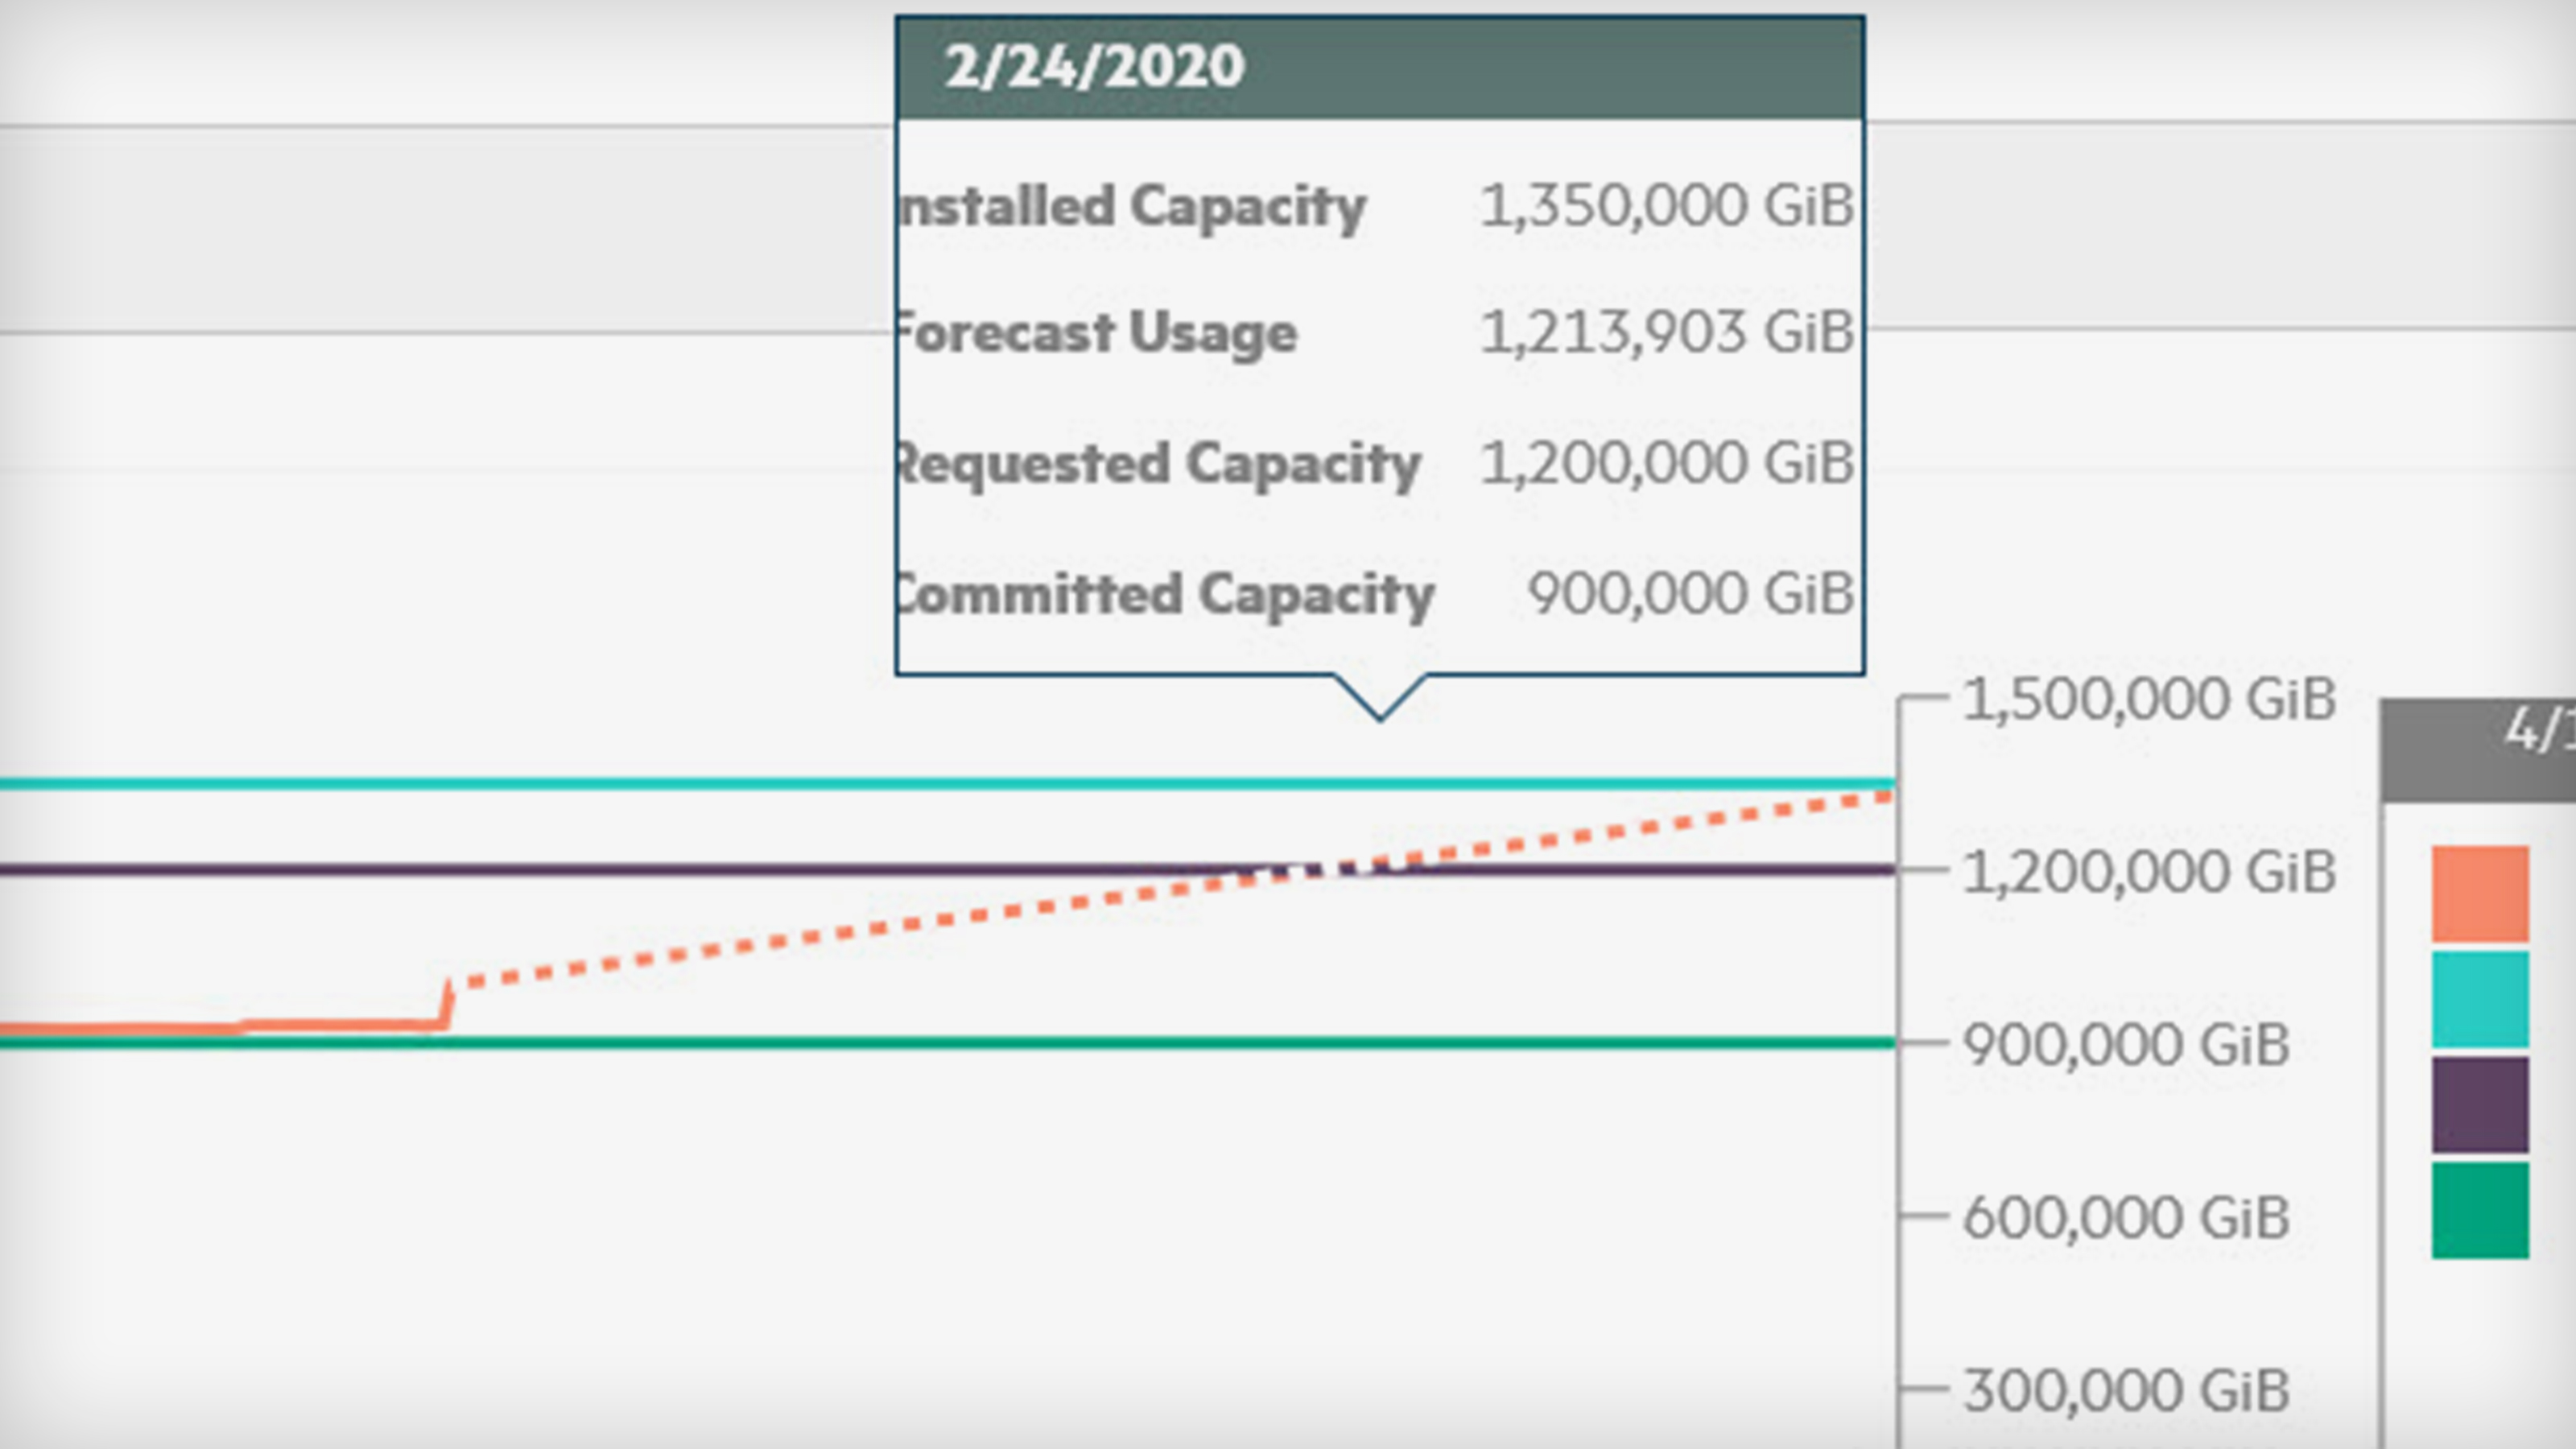 2/24/2020
nstalled Capacity 1,350,000 GiB
Forecast Usage 1,213,903 GiB
Requested Capacity 1,200,000 GiB
Committed Capacity 900,000 GiB
1,500,000 GiB
4/1
1,200,000 GiB
900,000 GiB
600,000 GiB
300,000 GiB